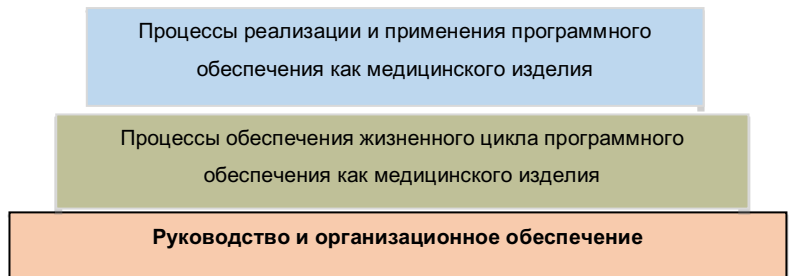 Процессы реализации и применения программного
обеспечения как медицинского изделия
Процессы обеспечения жизненного цикла программного
обеспечения как медицинского изделия
Руководство и организационное обеспечение